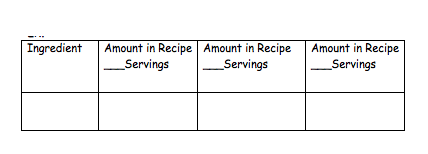 Ingredient
Amount in Recipe
___Servings
Amount in Recipe
___Servings
Amount in Recipe
___Servings